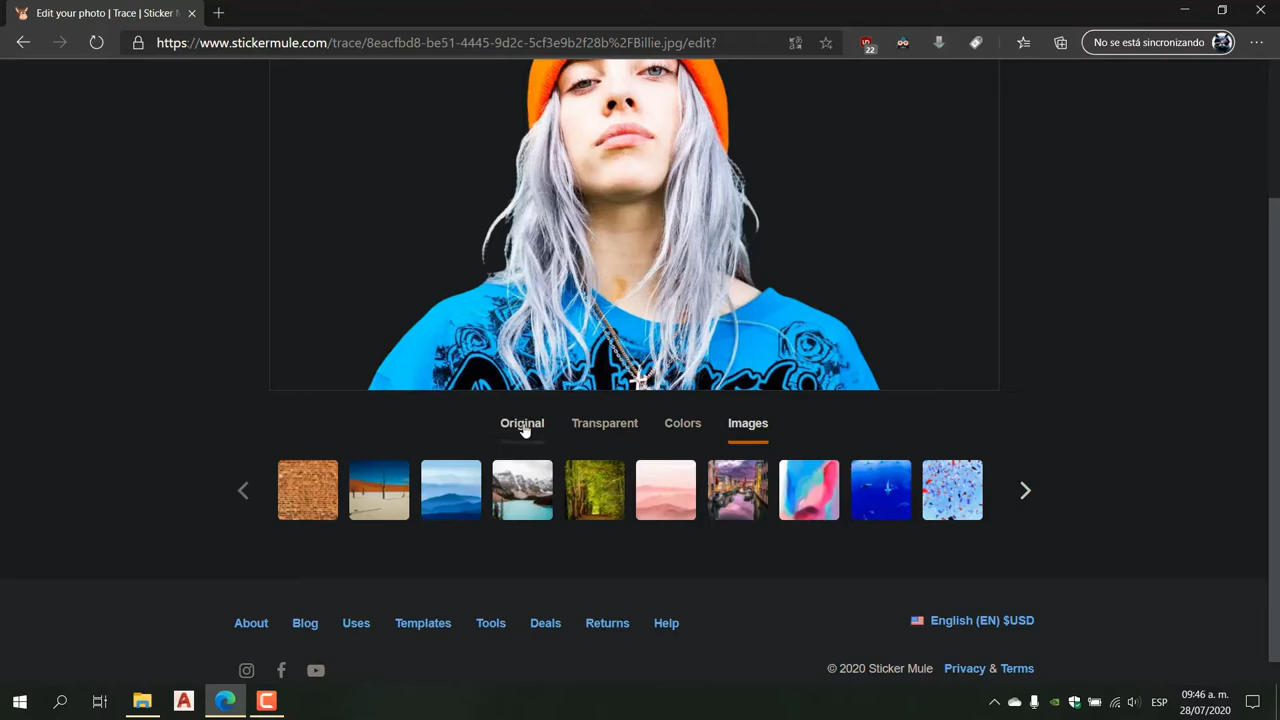 Edit your photo | Trace | Sticker
https://www.stickermule.com/trace/8eacfbd8-be51-4445-9d2c-5cf3e9b2f28b%2FBillie.jpg/edit?
22
No se está sincronizando
Original Transparent Colors Images
About Blog Uses Templates Tools Deals Returns Help
English (EN) $USD
© 2020 Sticker Mule Privacy & Terms
ESP
09:46 a. m.
28/07/2020